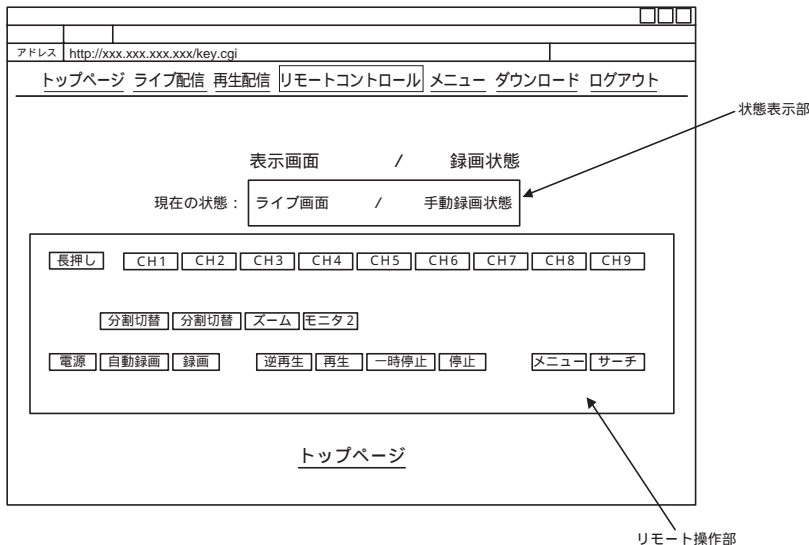 アドレス http://xxx.xxx.xxx.xxx/key.cgi
トップページ ライブ配信 再生配信 リモートコントロール メニュー ダウンロード ログアウト
状態表示部
表示画面 / 録画状態
現在の状態： ライブ画面 / 手動録画状態
長押し CH1 CH2 CH3 CH4 CH5 CH6 CH7 CH8 CH9
分割切替 分割切替 ズーム モニタ2
電源 自動録画 録画 逆再生 再生 一時停止 停止 メニュー サーチ
トップページ
リモート操作部